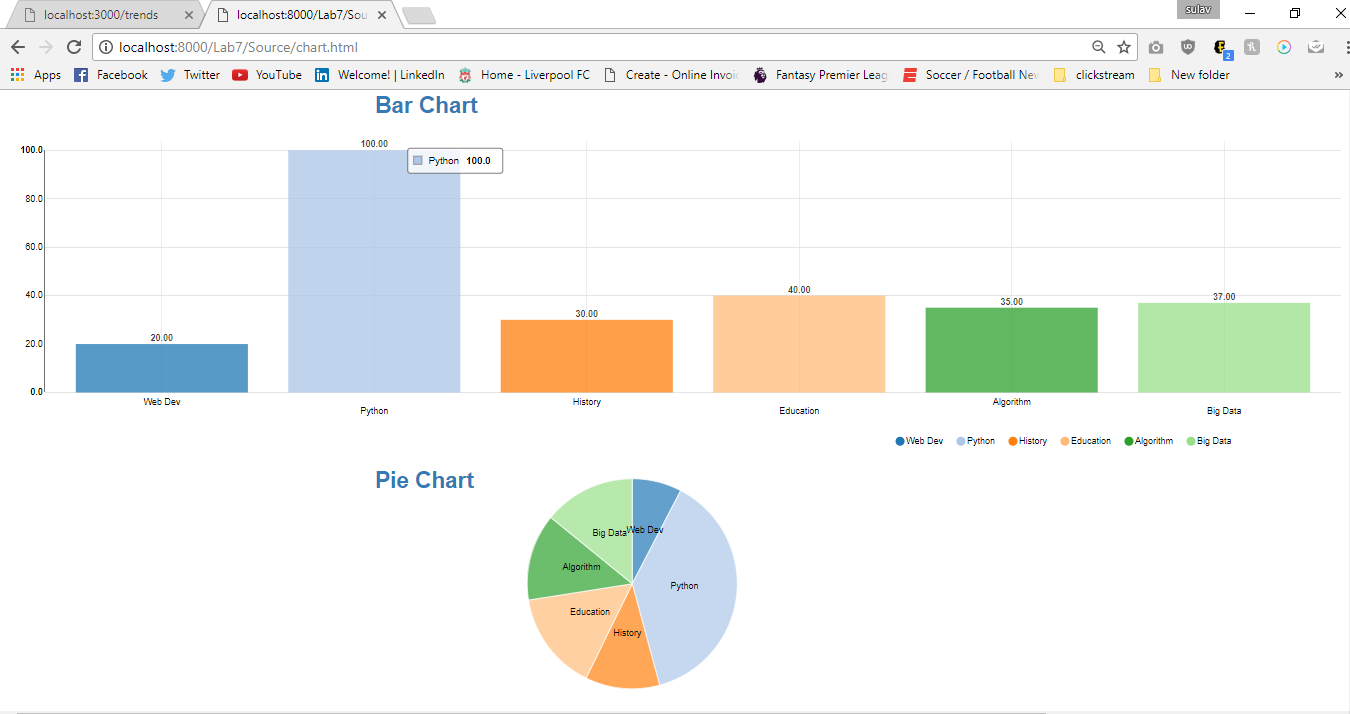 sulav
localhost:3000/trends
localhost:8000/Lab7/Sou
localhost:8000/Lab7/Source/chart.html
2
Apps Facebook Twitter YouTube Welcome! | LinkedIn Home - Liverpool FC Create - Online Invoic Fantasy Premier Leag Soccer / Football Nev clickstream New folder »
Bar Chart
100.0
80.0
60.0
40.0
20.0
0.0
20.00
100.00
30.00
40.00
35.00
37.00
Python 100.0
Web Dev
Python
History
Education
Algorithm
Big Data
Web Dev Python History Education Algorithm Big Data
Pie Chart
Web Dev
Python
History
Education
Algorithm
Big Data